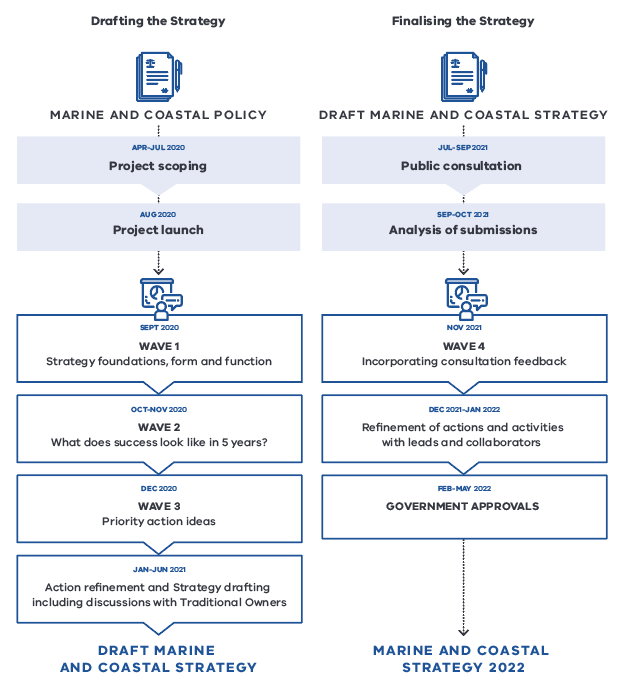 Drafting the Strategy
MARINE AND COASTAL POLICY
APR-JUL 2020
Project scoping
AUG 2020
Project launch
SEPT 2020
WAVE 1
Strategy foundations, form and function
OCT-NOV 2020
WAVE 2
What does success look like in 5 years?
DEC 2020
WAVE 3
Priority action ideas
JAN-JUN 2021
Action refinement and Strategy drafting
including discussions with Traditional Owners
DRAFT MARINE
AND COASTAL STRATEGY
Finalising the Strategy
DRAFT MARINE AND COASTAL STRATEGY
JUL-SEP 2021
Public consultation
SEP-OCT 2021
Analysis of submissions
NOV 2021
WAVE 4
Incorporating consultation feedback
DEC 2021-JAN 2022
Refinement of actions and activities
with leads and collaborators
FEB-MAY 2022
GOVERNMENT APPROVALS
MARINE AND COASTAL
STRATEGY 2022